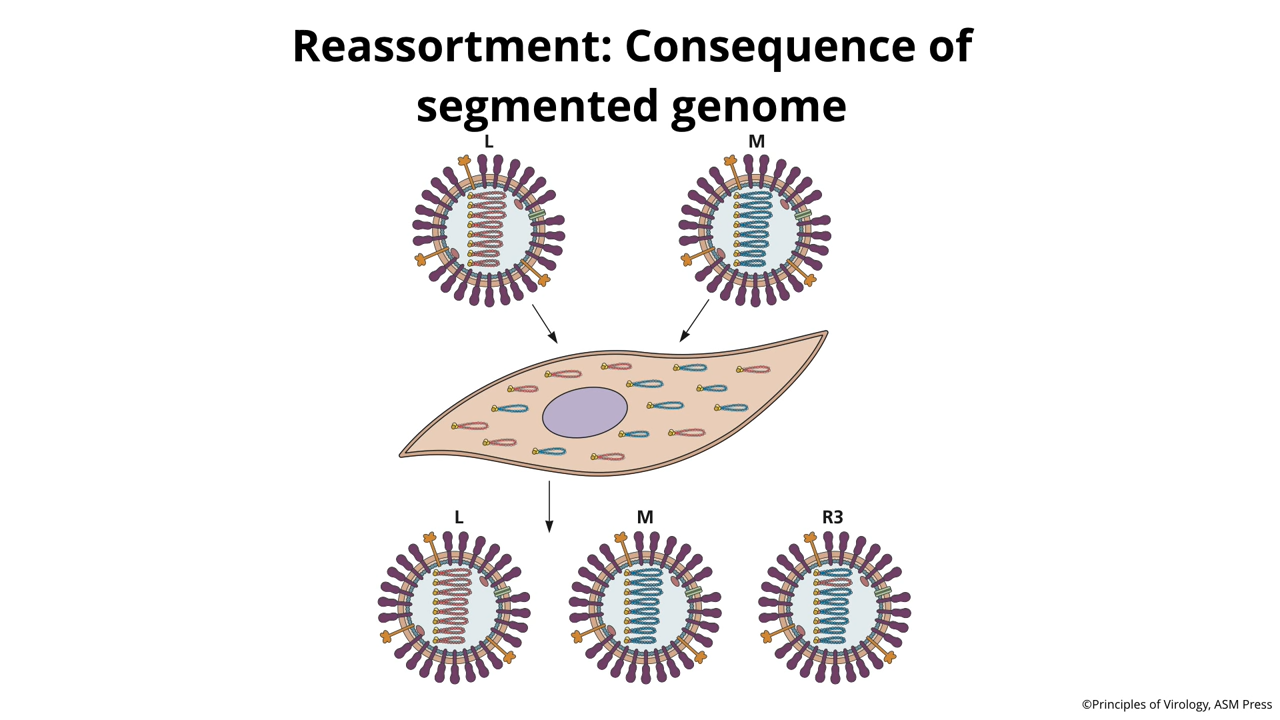 Reassortment: Consequence of
segmented genome
L
M
L
M
R3
©Principles of Virology, ASM Press